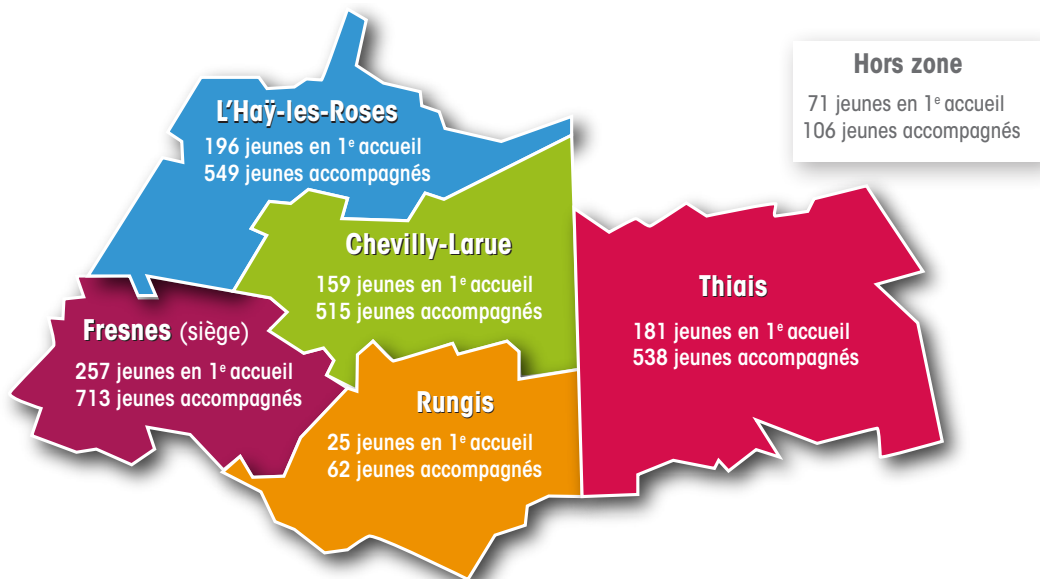 Hors zone
71 jeunes en 1e accueil
106 jeunes accompagnés
L'Haÿ-les-Roses
196 jeunes en 1e accueil
549 jeunes accompagnés
Chevilly-Larue
159 jeunes en 1e accueil
515 jeunes accompagnés
Thiais
181 jeunes en 1e accueil
538 jeunes accompagnés
Fresnes (siège)
257 jeunes en 1e accueil
713 jeunes accompagnés
Rungis
25 jeunes en 1e accueil
62 jeunes accompagnés